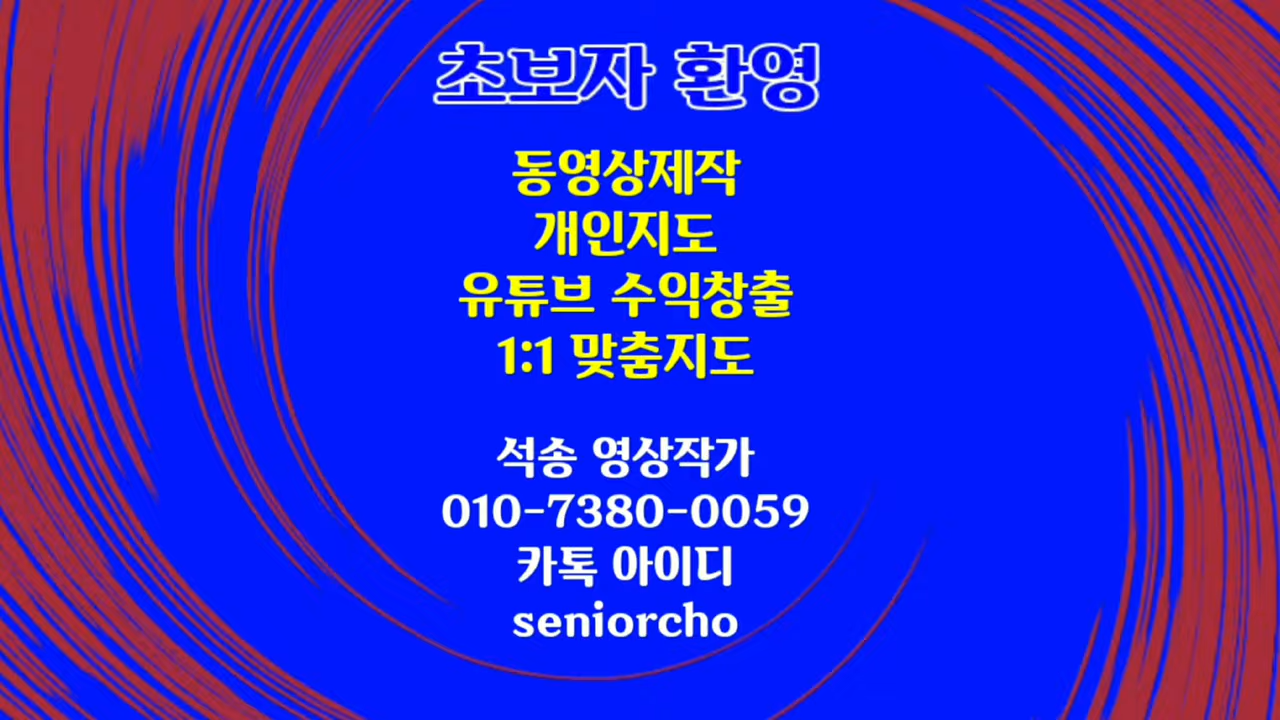 초보자 환영
동영상제작
개인지도
유튜브 수익창출
1:1 맞춤지도
석송 영상작가
010-7380-0059
카톡 아이디
seniorcho